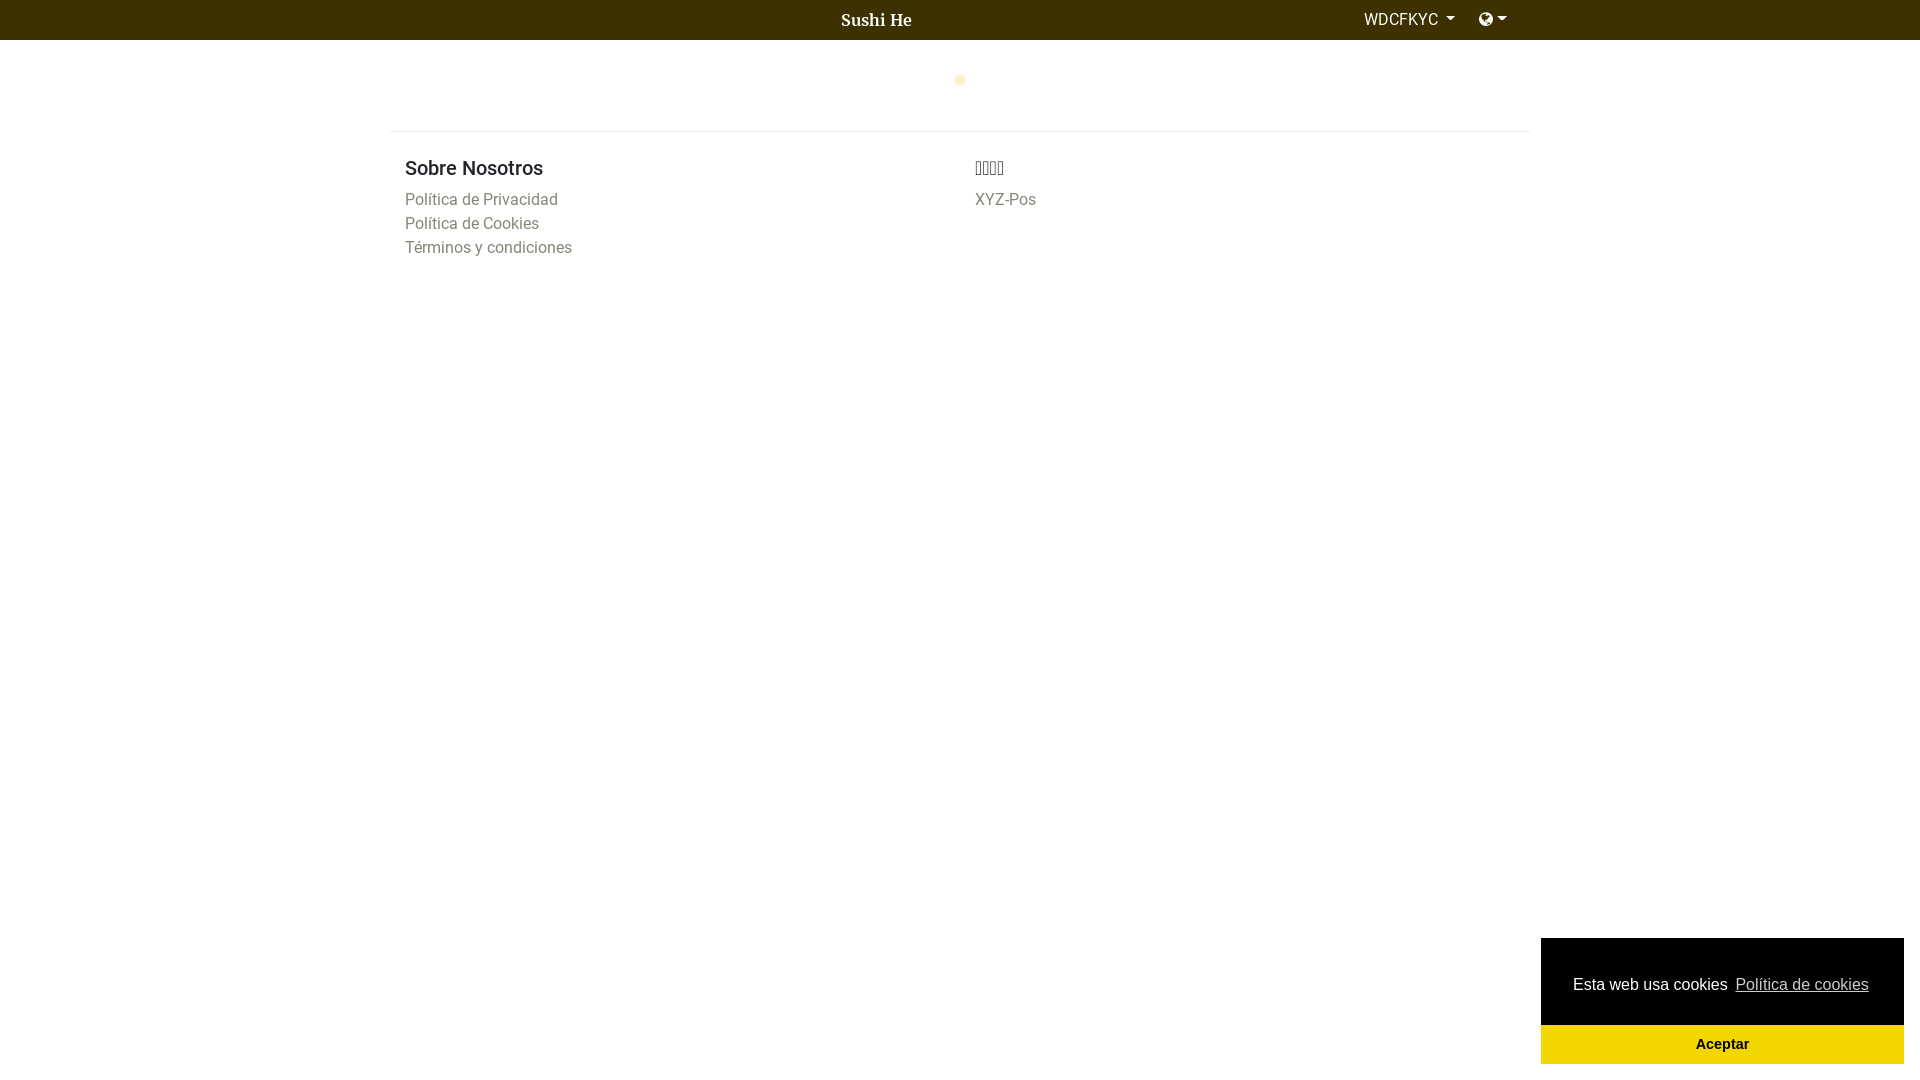 Sushi He
WDCFKYC
Sobre Nosotros
Política de Privacidad
Política de Cookies
Términos y condiciones
XYZ-Pos
Esta web usa cookies Política de cookies
Aceptar